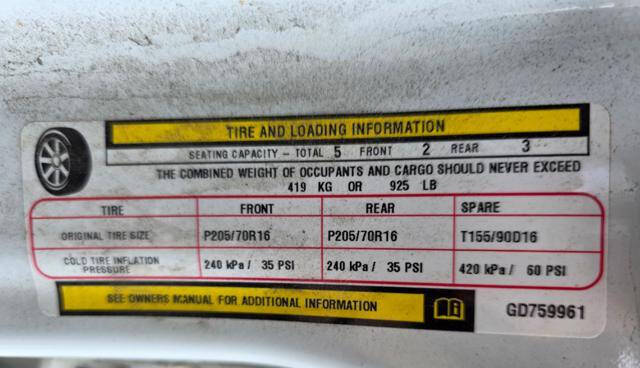 TIRE AND LOADING INFORMATION
SEATING CAPACITY - TOTAL 5 FRONT 2 REAR 3
THE COMBINED WEIGHT OF OCCUPANTS AND CARGO SHOULD NEVER EXCEED
419 KG OR 925 LB
TIRE FRONT REAR SPARE
ORIGINAL TIRE SIZE P205/70R16 P205/70R16 T155/90D16
COLD TIRE INFLATION PRESSURE 240 kPa / 35 PSI 240 kPa / 35 PSI 420 kPa / 60 PSI
SEE OWNERS MANUAL FOR ADDITIONAL INFORMATION GD759961